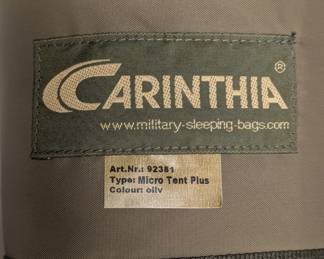 CARINTHIA®
www.military-sleeping-bags.com
Art.Nr.: 92381
Type: Micro Tent Plus
Colour: oliv